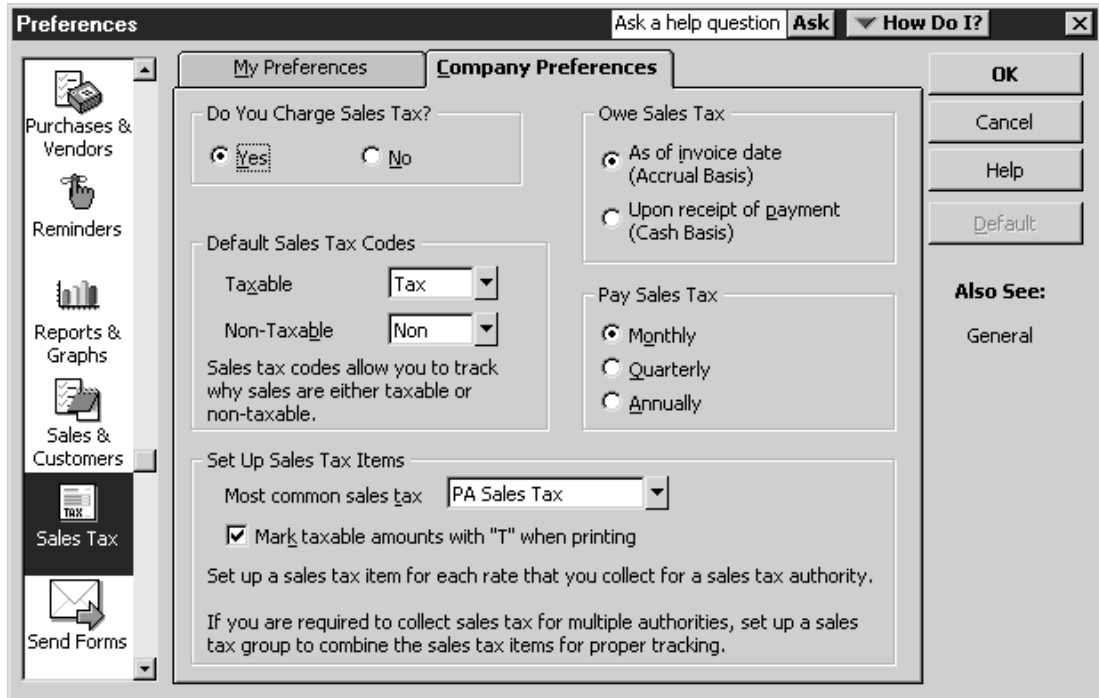 Preferences
Ask a help question
Ask
How Do I?
Purchases &
Vendors
Reminders
Reports &
Graphs
Sales &
Customers
TAX
Sales Tax
Send Forms
My Preferences
Company Preferences
Do You Charge Sales Tax?
Yes
No
Default Sales Tax Codes
Taxable
Tax
Non-Taxable
Non
Sales tax codes allow you to track
why sales are either taxable or
non-taxable.
Owe Sales Tax
As of invoice date
(Accrual Basis)
Upon receipt of payment
(Cash Basis)
Pay Sales Tax
Monthly
Quarterly
Annually
Set Up Sales Tax Items
Most common sales tax
PA Sales Tax
Mark taxable amounts with "T" when printing
Set up a sales tax item for each rate that you collect for a sales tax authority.
If you are required to collect sales tax for multiple authorities, set up a sales
tax group to combine the sales tax items for proper tracking.
OK
Cancel
Help
Default
Also See:
General